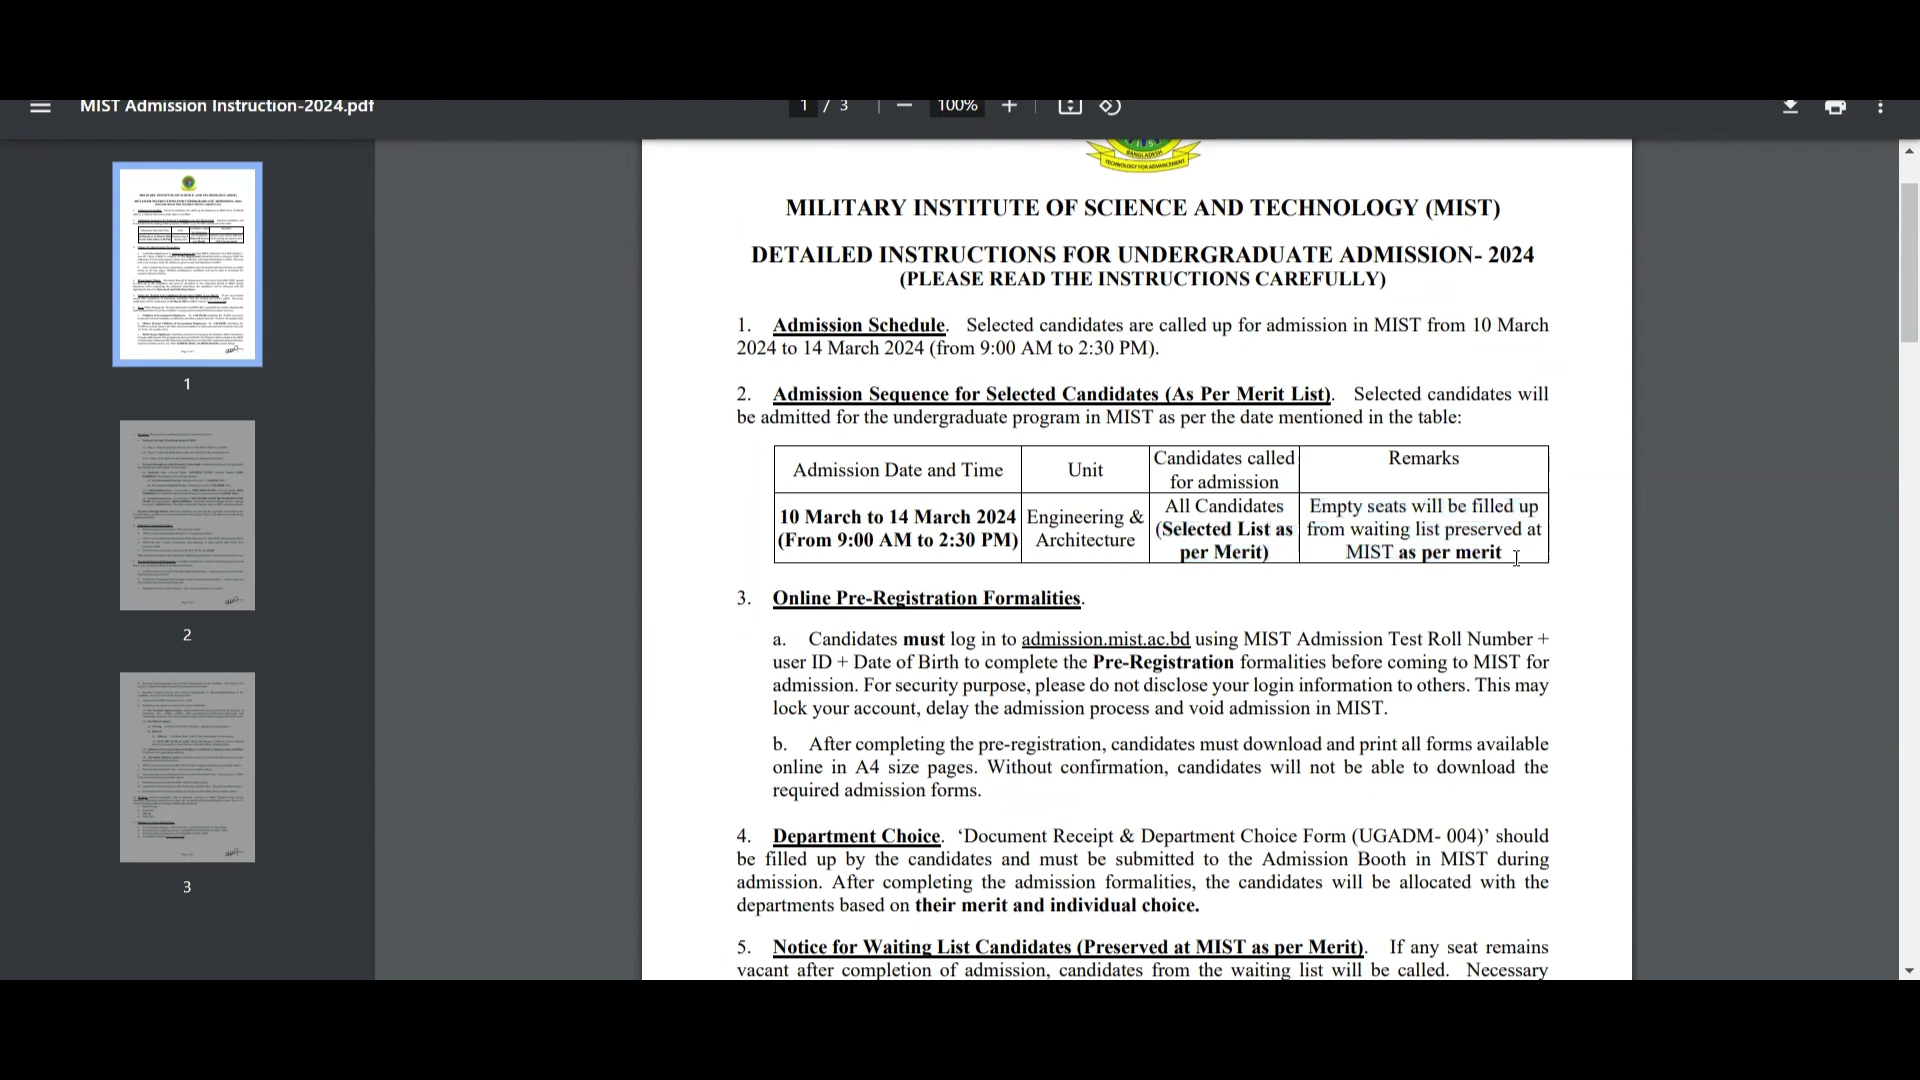 MIST Admission Instruction-2024.pdf
1 / 3
100%
1
2
3
BANGLADESH
TECHNOLOGY FOR ADVANCEMENT
MILITARY INSTITUTE OF SCIENCE AND TECHNOLOGY (MIST)
DETAILED INSTRUCTIONS FOR UNDERGRADUATE ADMISSION- 2024
(PLEASE READ THE INSTRUCTIONS CAREFULLY)
1. Admission Schedule. Selected candidates are called up for admission in MIST from 10 March
2024 to 14 March 2024 (from 9:00 AM to 2:30 PM).
2. Admission Sequence for Selected Candidates (As Per Merit List). Selected candidates will
be admitted for the undergraduate program in MIST as per the date mentioned in the table:
Admission Date and Time
Unit
Candidates called
for admission
Remarks
10 March to 14 March 2024
(From 9:00 AM to 2:30 PM)
Engineering &
Architecture
All Candidates
(Selected List as
per Merit)
Empty seats will be filled up
from waiting list preserved at
MIST as per merit
3. Online Pre-Registration Formalities.
a. Candidates must log in to admission.mist.ac.bd using MIST Admission Test Roll Number +
user ID + Date of Birth to complete the Pre-Registration formalities before coming to MIST for
admission. For security purpose, please do not disclose your login information to others. This may
lock your account, delay the admission process and void admission in MIST.
b. After completing the pre-registration, candidates must download and print all forms available
online in A4 size pages. Without confirmation, candidates will not be able to download the
required admission forms.
4. Department Choice. ‘Document Receipt & Department Choice Form (UGADM- 004)’ should
be filled up by the candidates and must be submitted to the Admission Booth in MIST during
admission. After completing the admission formalities, the candidates will be allocated with the
departments based on their merit and individual choice.
5. Notice for Waiting List Candidates (Preserved at MIST as per Merit). If any seat remains
vacant after completion of admission, candidates from the waiting list will be called. Necessary